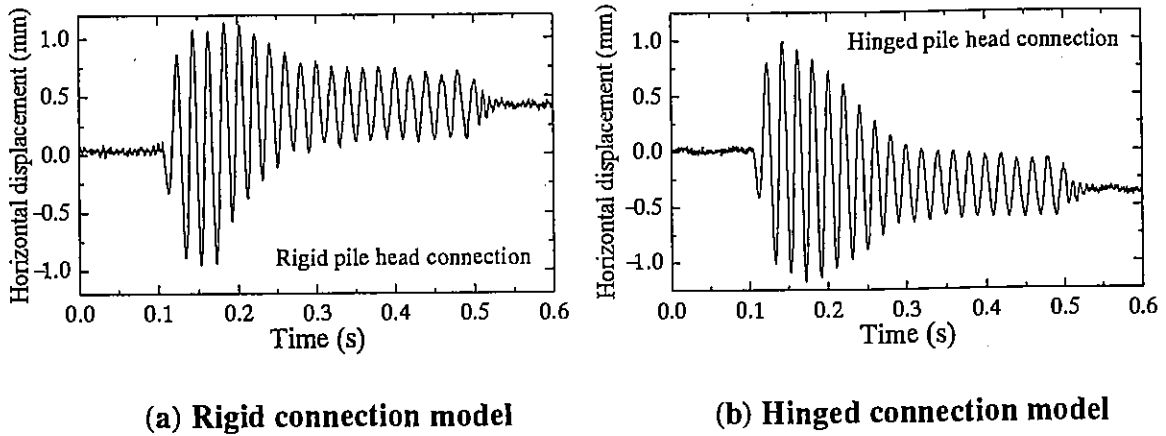 Horizontal displacement (mm)
1.0
0.5
0.0
−0.5
−1.0
Rigid pile head connection
0.0 0.1 0.2 0.3 0.4 0.5 0.6
Time (s)
(a) Rigid connection model
Horizontal displacement (mm)
1.0
0.5
0.0
−0.5
−1.0
Hinged pile head connection
0.0 0.1 0.2 0.3 0.4 0.5 0.6
Time (s)
(b) Hinged connection model